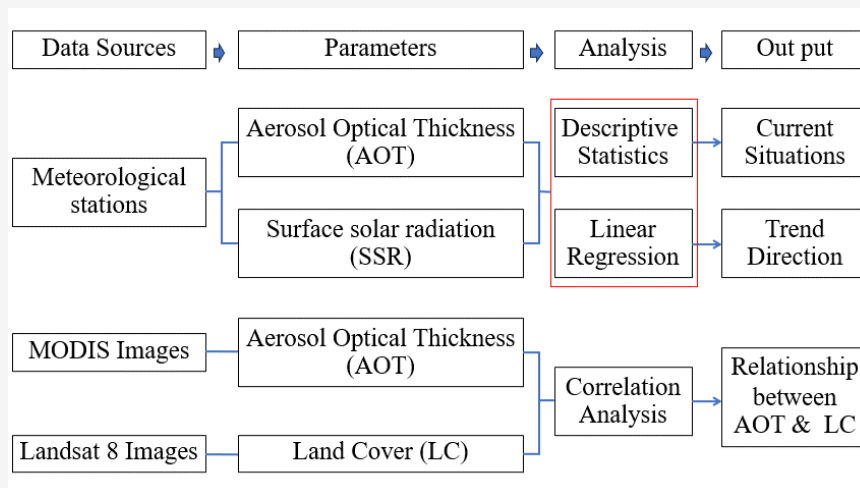 Data Sources
Parameters
Analysis
Out put
Meteorological
stations
Aerosol Optical Thickness
(AOT)
Surface solar radiation
(SSR)
Descriptive
Statistics
Linear
Regression
Current
Situations
Trend
Direction
MODIS Images
Aerosol Optical Thickness
(AOT)
Landsat 8 Images
Land Cover (LC)
Correlation
Analysis
Relationship
between
AOT & LC